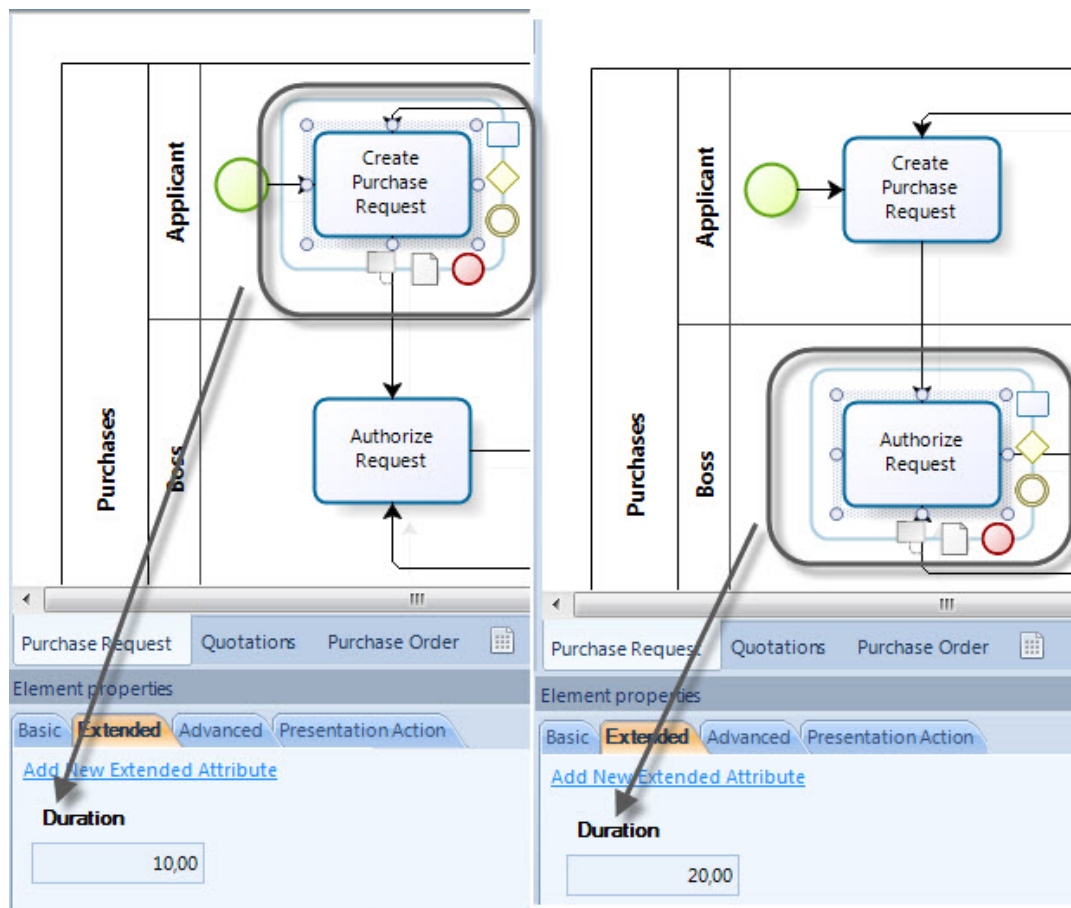 Purchases
Applicant
Create
Purchase
Request
Boss
Authorize
Request
Purchase Request Quotations Purchase Order
Element properties
Basic Extended Advanced Presentation Action
Add New Extended Attribute
Duration
10,00
Purchases
Applicant
Create
Purchase
Request
Boss
Authorize
Request
Purchase Request Quotations Purchase Order
Element properties
Basic Extended Advanced Presentation Action
Add New Extended Attribute
Duration
20,00